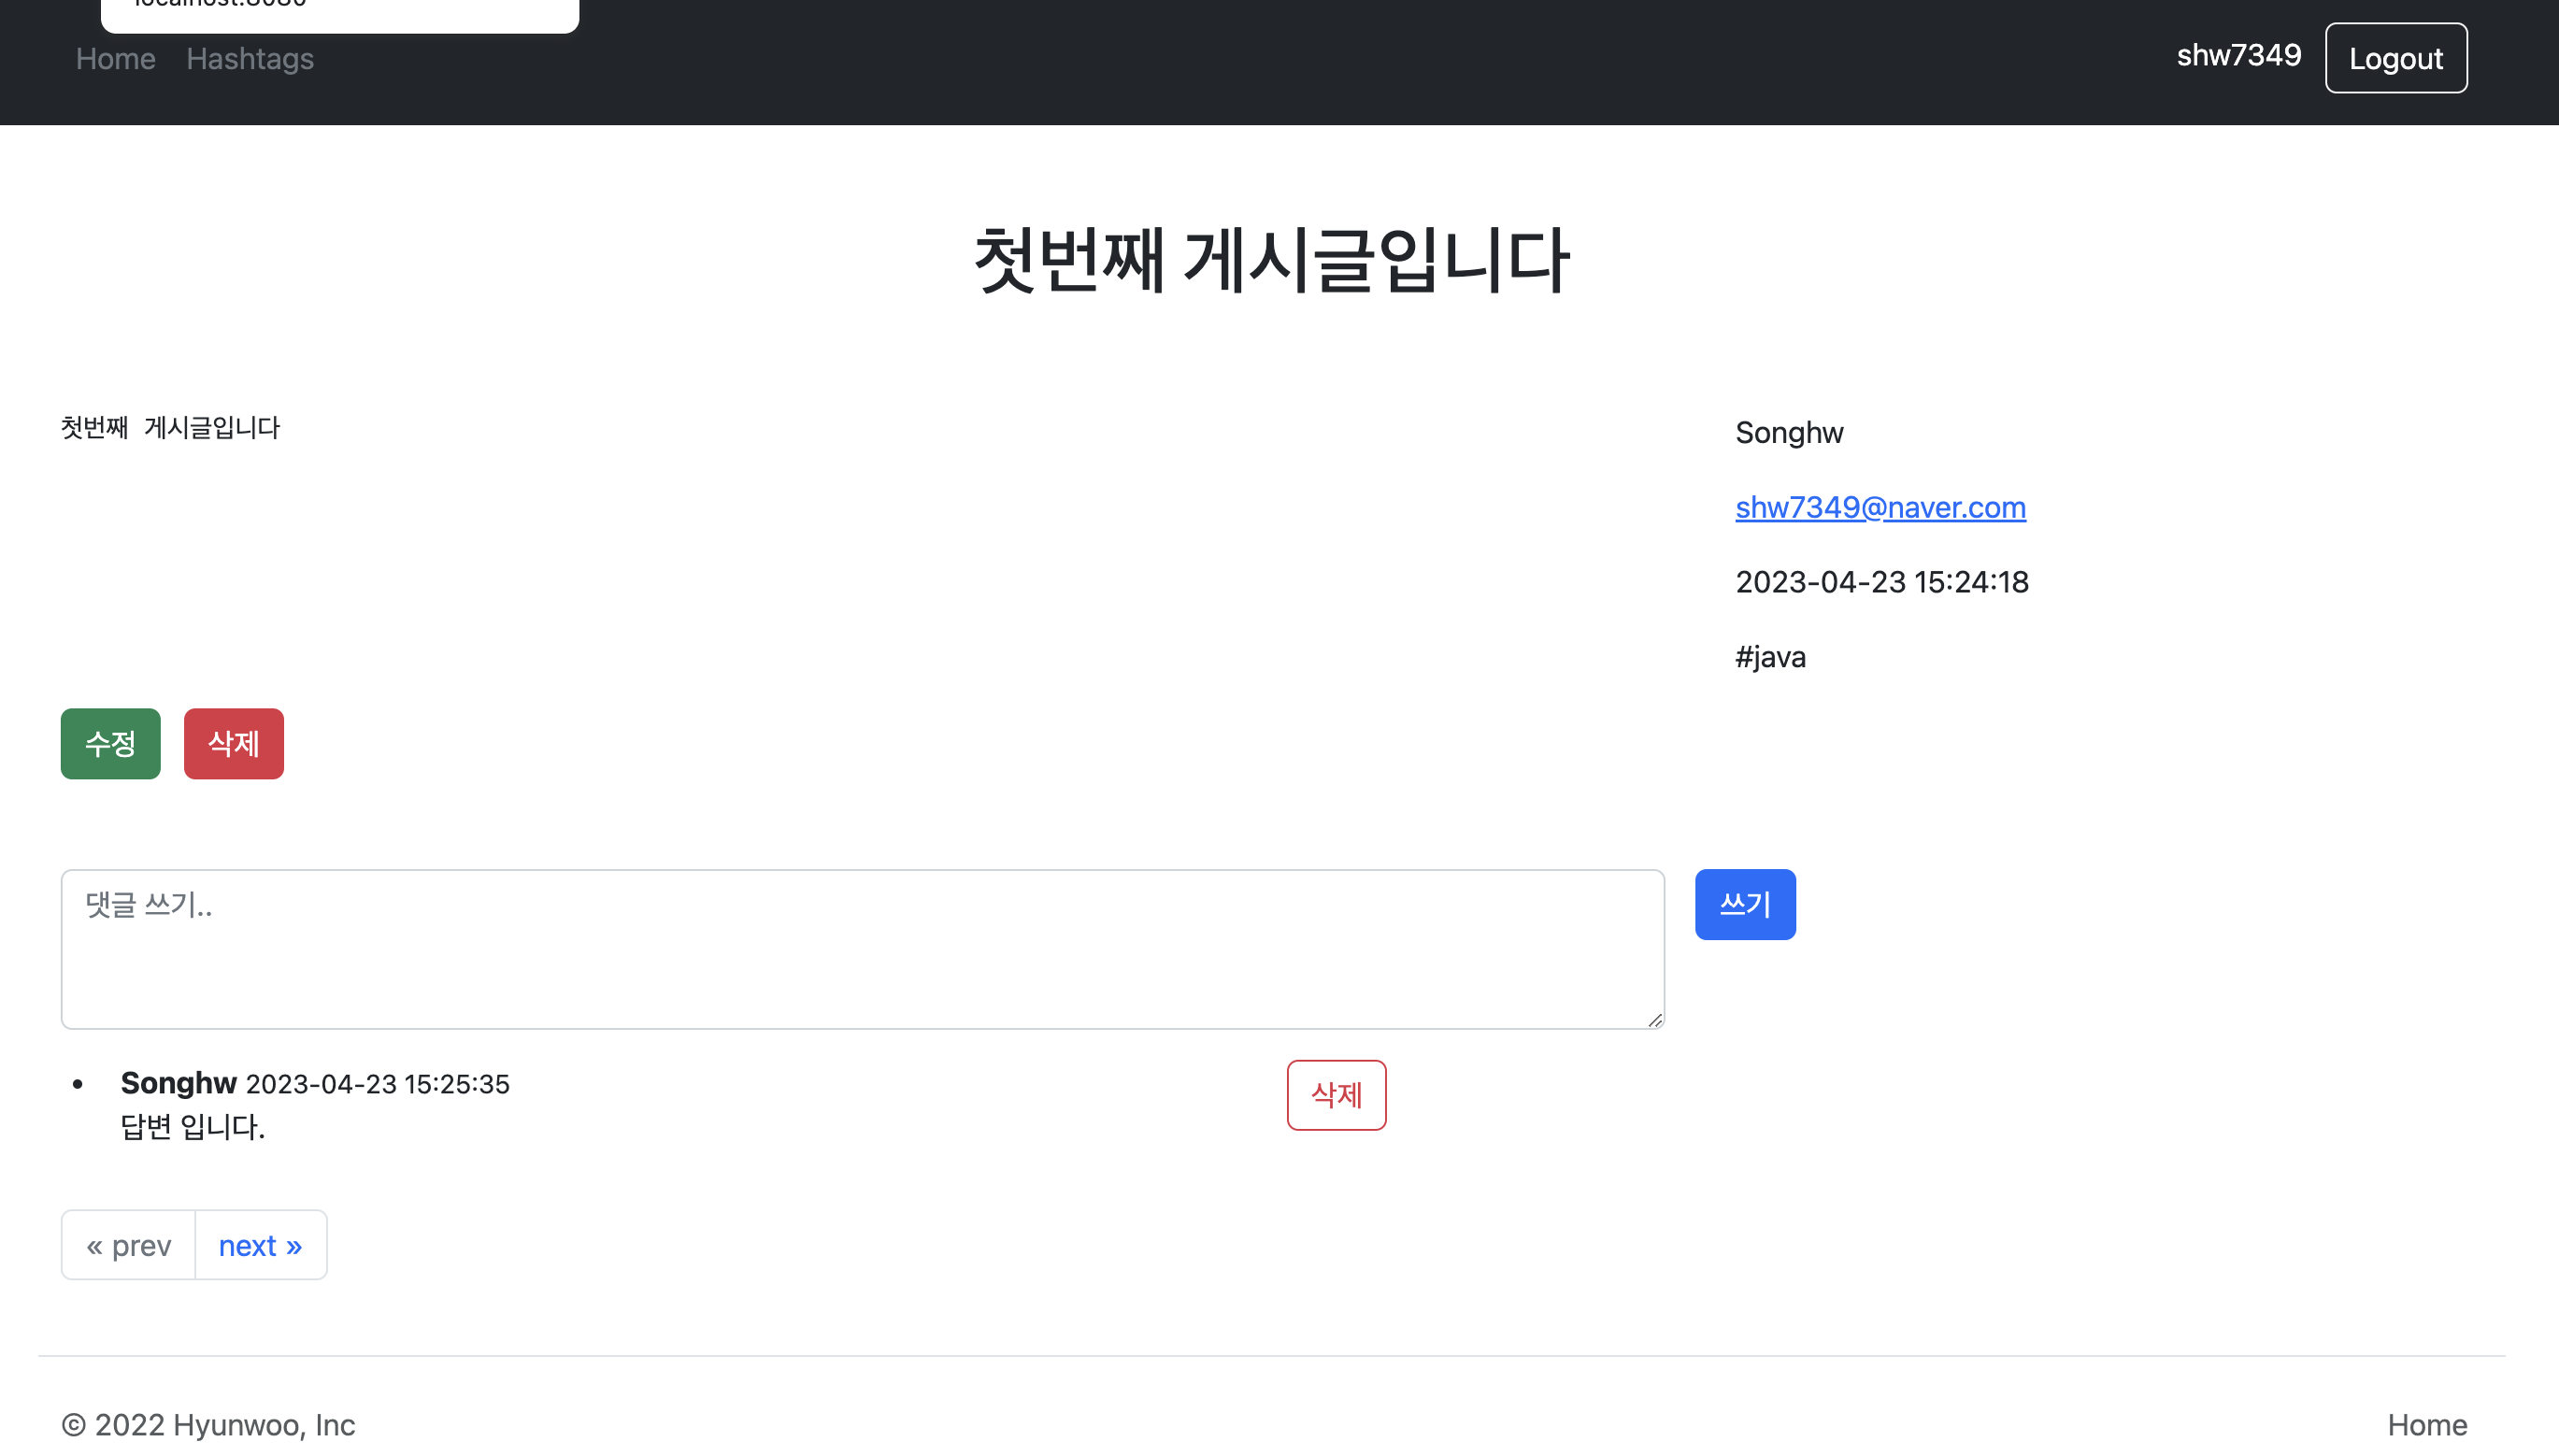 localhost:8080
Home Hashtags
shw7349 Logout
첫번째 게시글입니다
첫번째 게시글입니다
Songhw
shw7349@naver.com
2023-04-23 15:24:18
#java
수정 삭제
댓글 쓰기..
쓰기
Songhw 2023-04-23 15:25:35
답변 입니다.
삭제
« prev next »
© 2022 Hyunwoo, Inc
Home